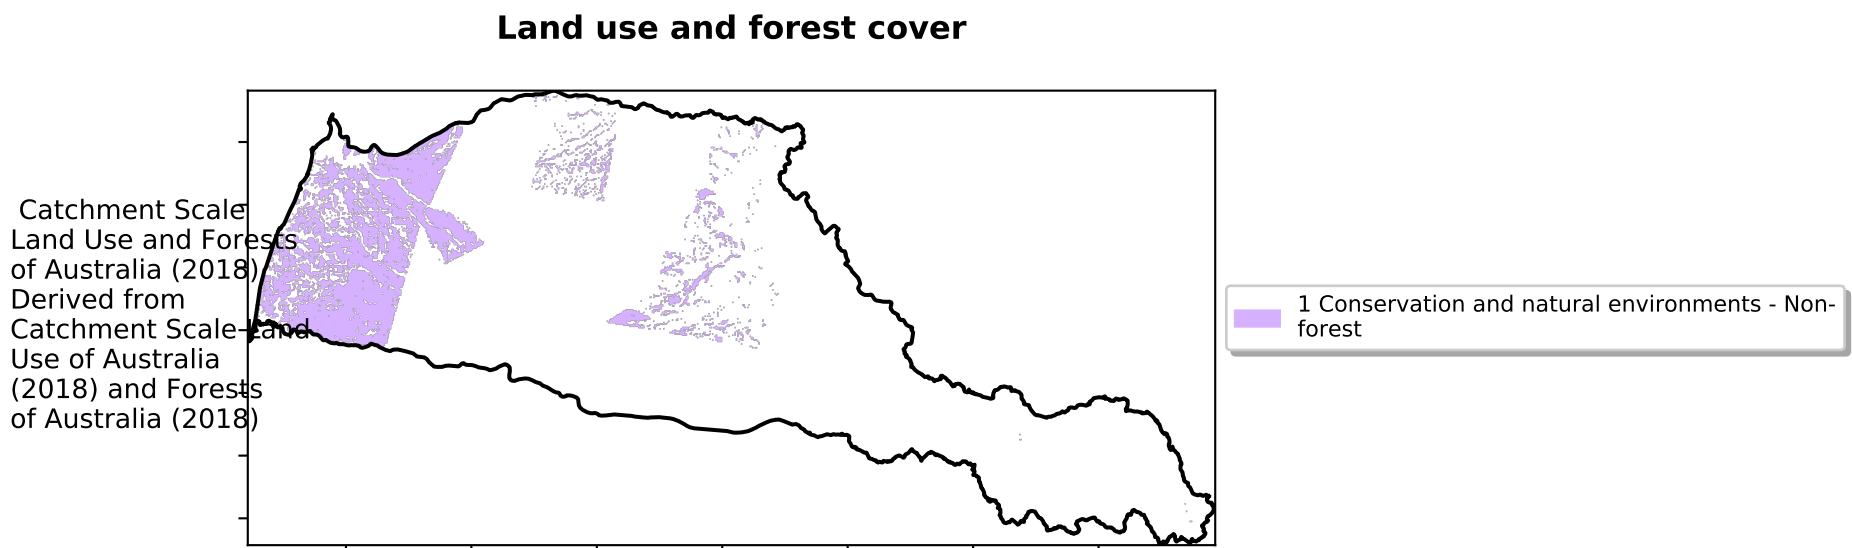 Land use and forest cover
Catchment Scale
Land Use and Forests
of Australia (2018)
Derived from
Catchment Scale Land
Use of Australia
(2018) and Forests
of Australia (2018)
1 Conservation and natural environments - Non-
forest